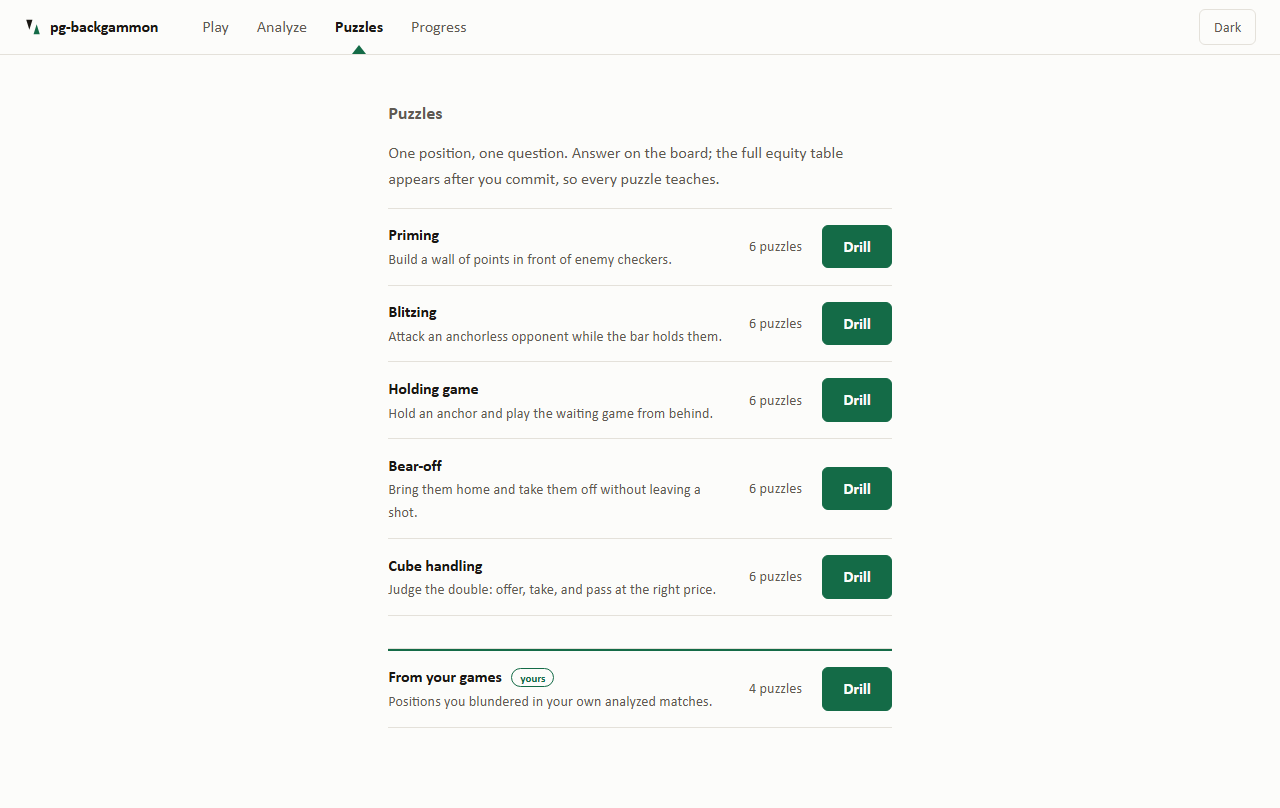 pg-backgammon
Play
Analyze
Puzzles
Progress
Dark
Puzzles
One position, one question. Answer on the board; the full equity table
appears after you commit, so every puzzle teaches.
Priming
Build a wall of points in front of enemy checkers.
6 puzzles
Drill
Blitzing
Attack an anchorless opponent while the bar holds them.
6 puzzles
Drill
Holding game
Hold an anchor and play the waiting game from behind.
6 puzzles
Drill
Bear-off
Bring them home and take them off without leaving a
shot.
6 puzzles
Drill
Cube handling
Judge the double: offer, take, and pass at the right price.
6 puzzles
Drill
From your games
yours
Positions you blundered in your own analyzed matches.
4 puzzles
Drill